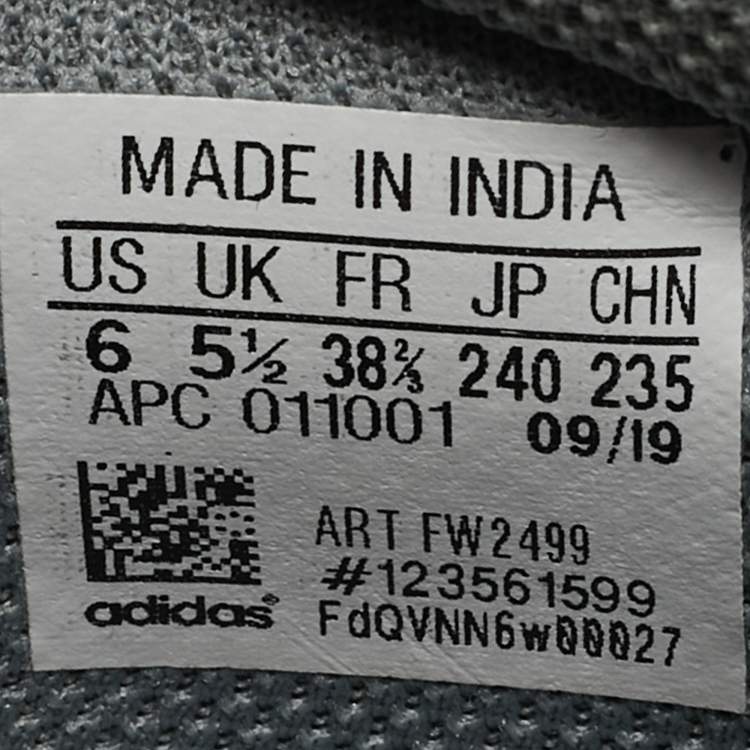 MADE IN INDIA
US UK FR JP CHN
6 5½ 38⅔ 240 235
APC 011001 09/19
ART FW2499
#123561599
adidas® FdQVNN6w00027